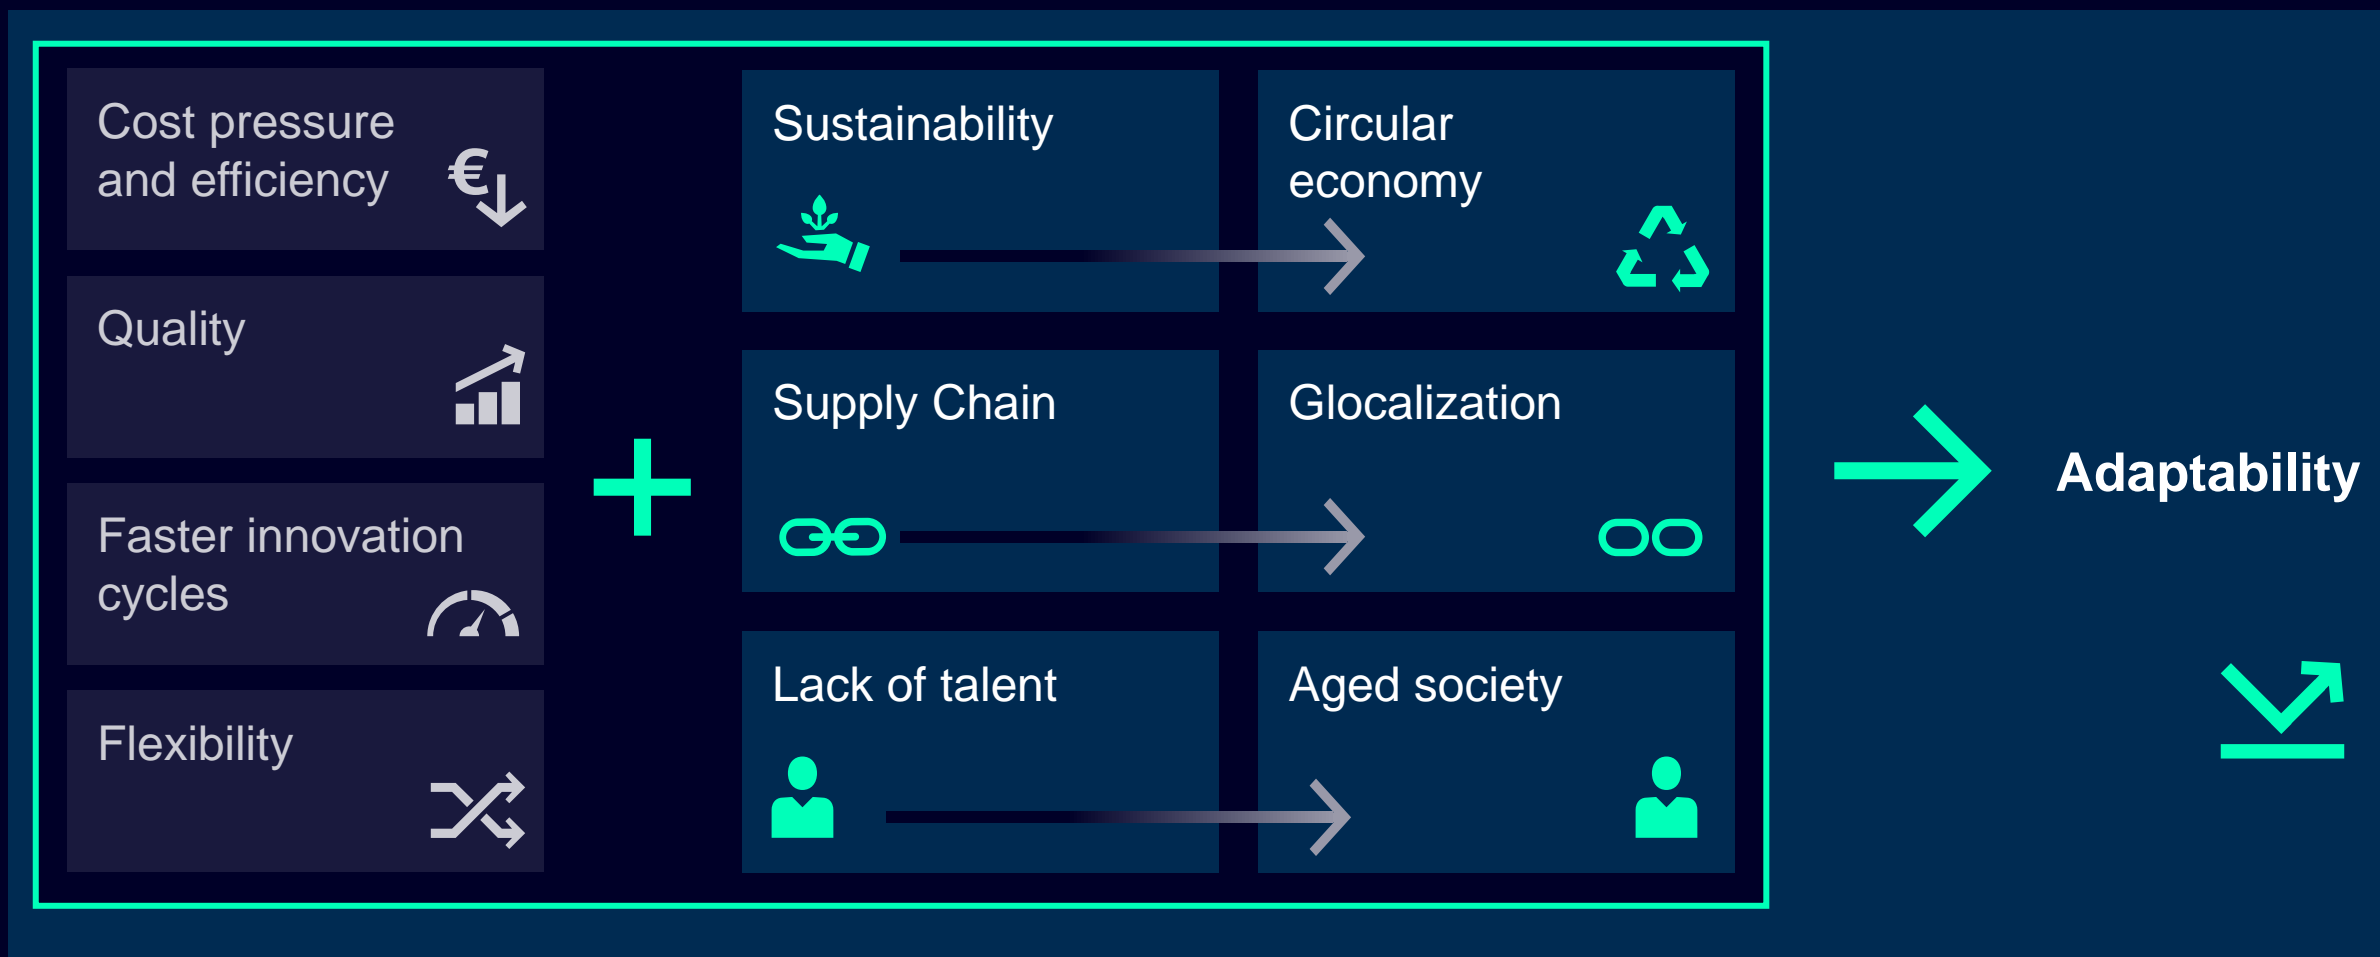 Cost pressure
and efficiency
€
Quality
Faster innovation
cycles
Flexibility
Sustainability
Circular
economy
Supply Chain
Glocalization
Lack of talent
Aged society
Adaptability